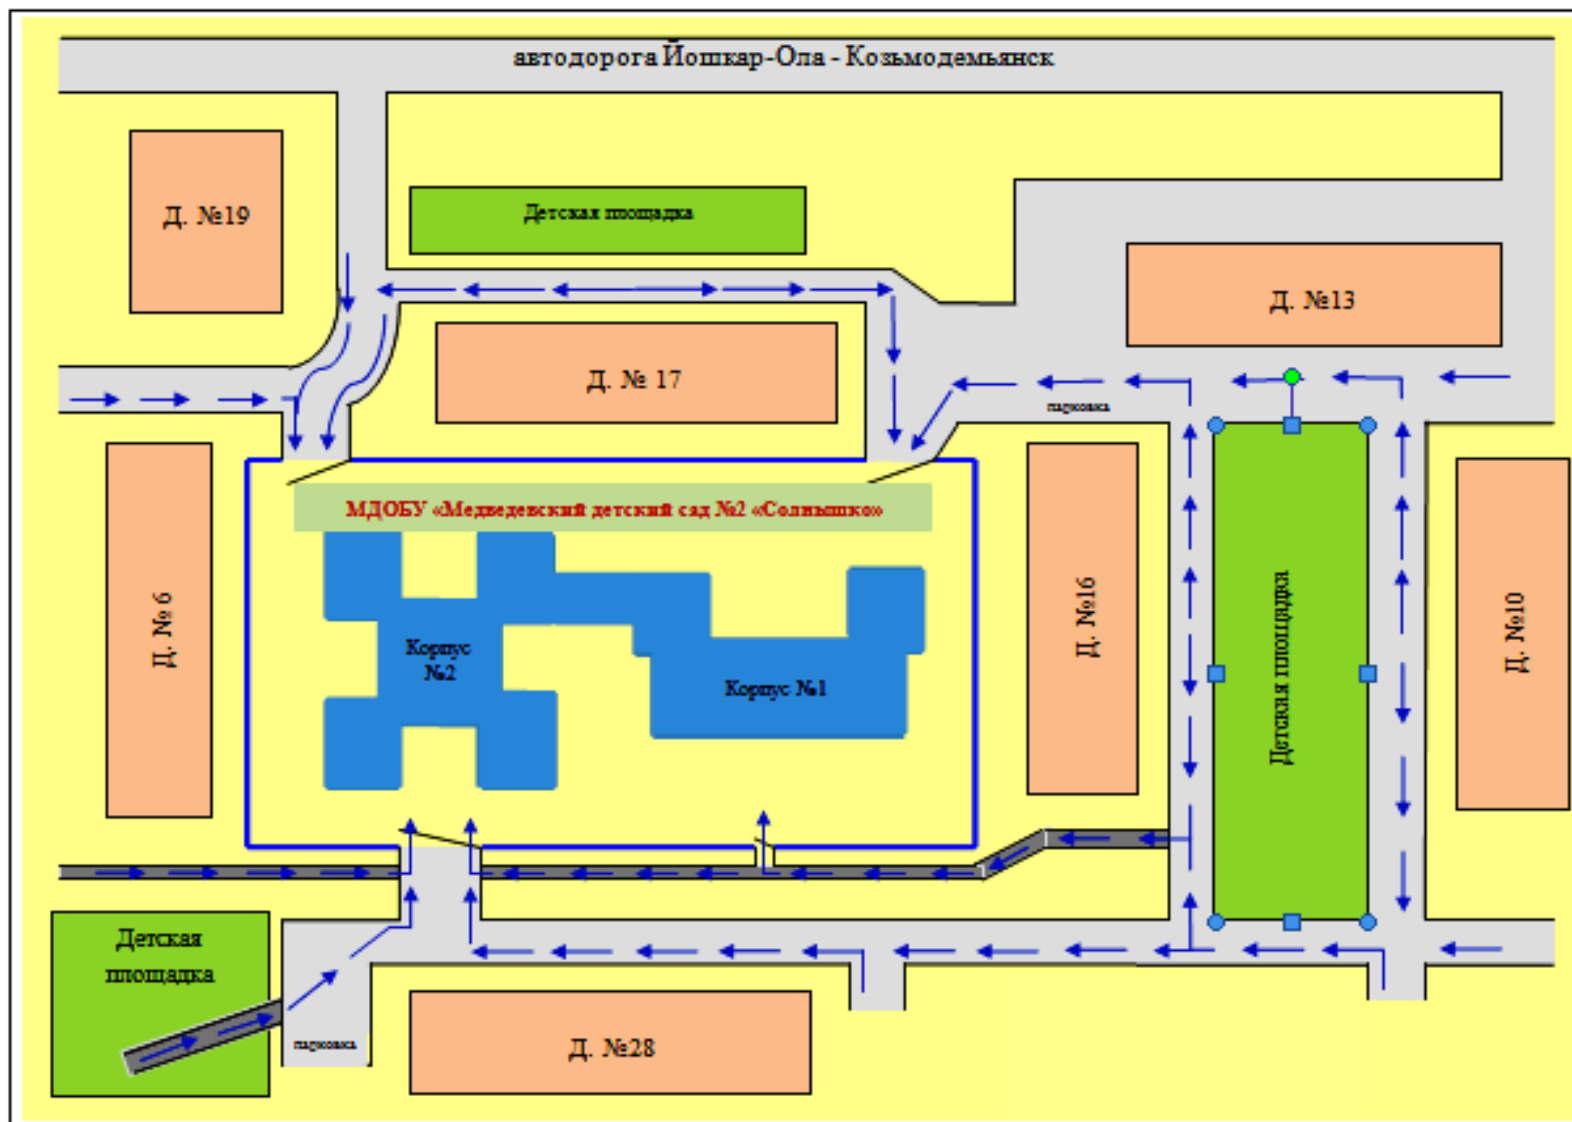 автодорога Йошкар-Ола - Козьмодемьянск
Д. №19
Детская площадка
Д. №13
Д. № 17
парковка
МДОБУ «Медведевский детский сад №2 «Солнышко»
Д. № 6
Корпус
№2
Корпус №1
Д. №16
Детская площадка
Д. №10
Детская
площадка
парковка
Д. №28